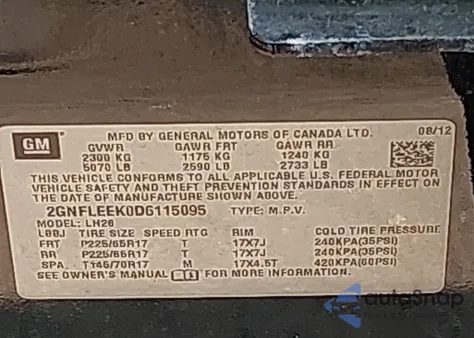 GM
MFD BY GENERAL MOTORS OF CANADA LTD. 08/12
GVWR GAWR FRT GAWR RR
2300 KG 1175 KG 1240 KG
5070 LB 2590 LB 2733 LB
THIS VEHICLE CONFORMS TO ALL APPLICABLE U.S. FEDERAL MOTOR
VEHICLE SAFETY AND THEFT PREVENTION STANDARDS IN EFFECT ON
THE DATE OF MANUFACTURE SHOWN ABOVE.
2GNFLEEK0D6115095 TYPE: M.P.V.
MODEL: LH26
TIRE SIZE SPEED RTG RIM COLD TIRE PRESSURE
FRT P225/65R17 T 17X7J 240KPA(35PSI)
RR P225/65R17 T 17X7J 240KPA(35PSI)
SPA T145/70R17 M 17X4.5T 420KPA(60PSI)
SEE OWNER'S MANUAL FOR MORE INFORMATION
autoSnap